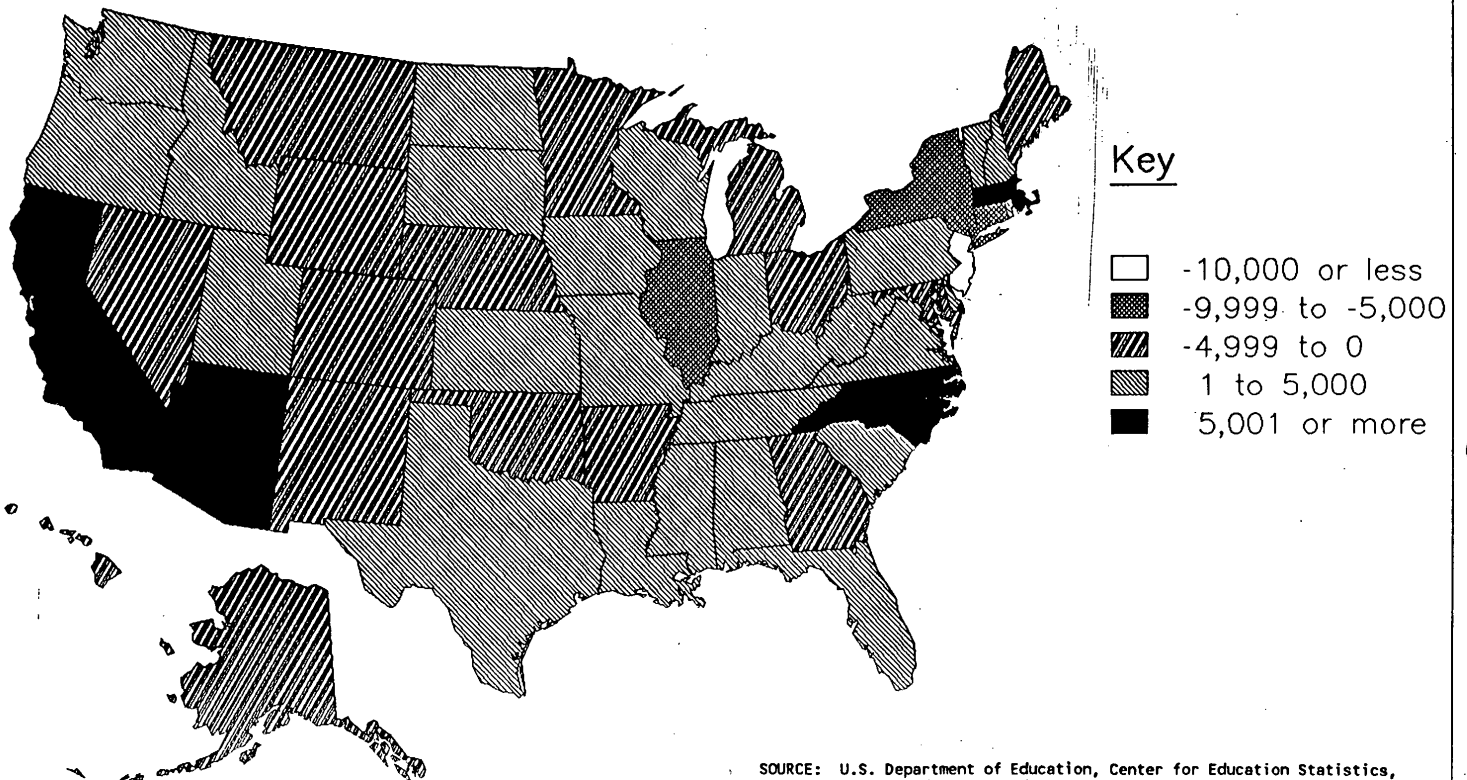 Key
-10,000 or less
-9,999 to -5,000
-4,999 to 0
1 to 5,000
5,001 or more
SOURCE: U.S. Department of Education, Center for Education Statistics,